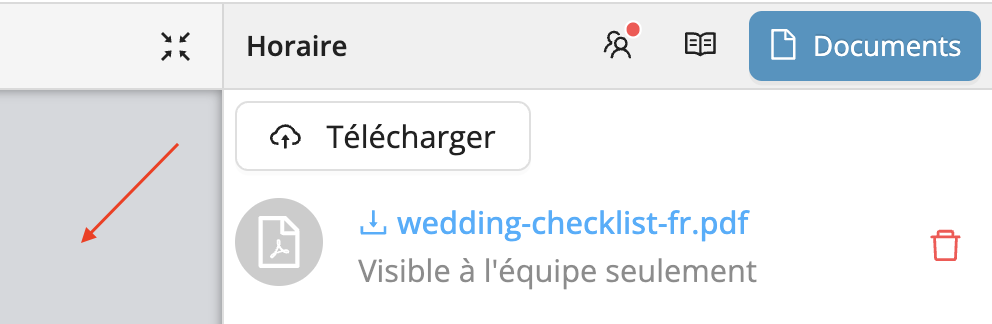 Horaire
Documents
Télécharger
wedding-checklist-fr.pdf
Visible à l'équipe seulement